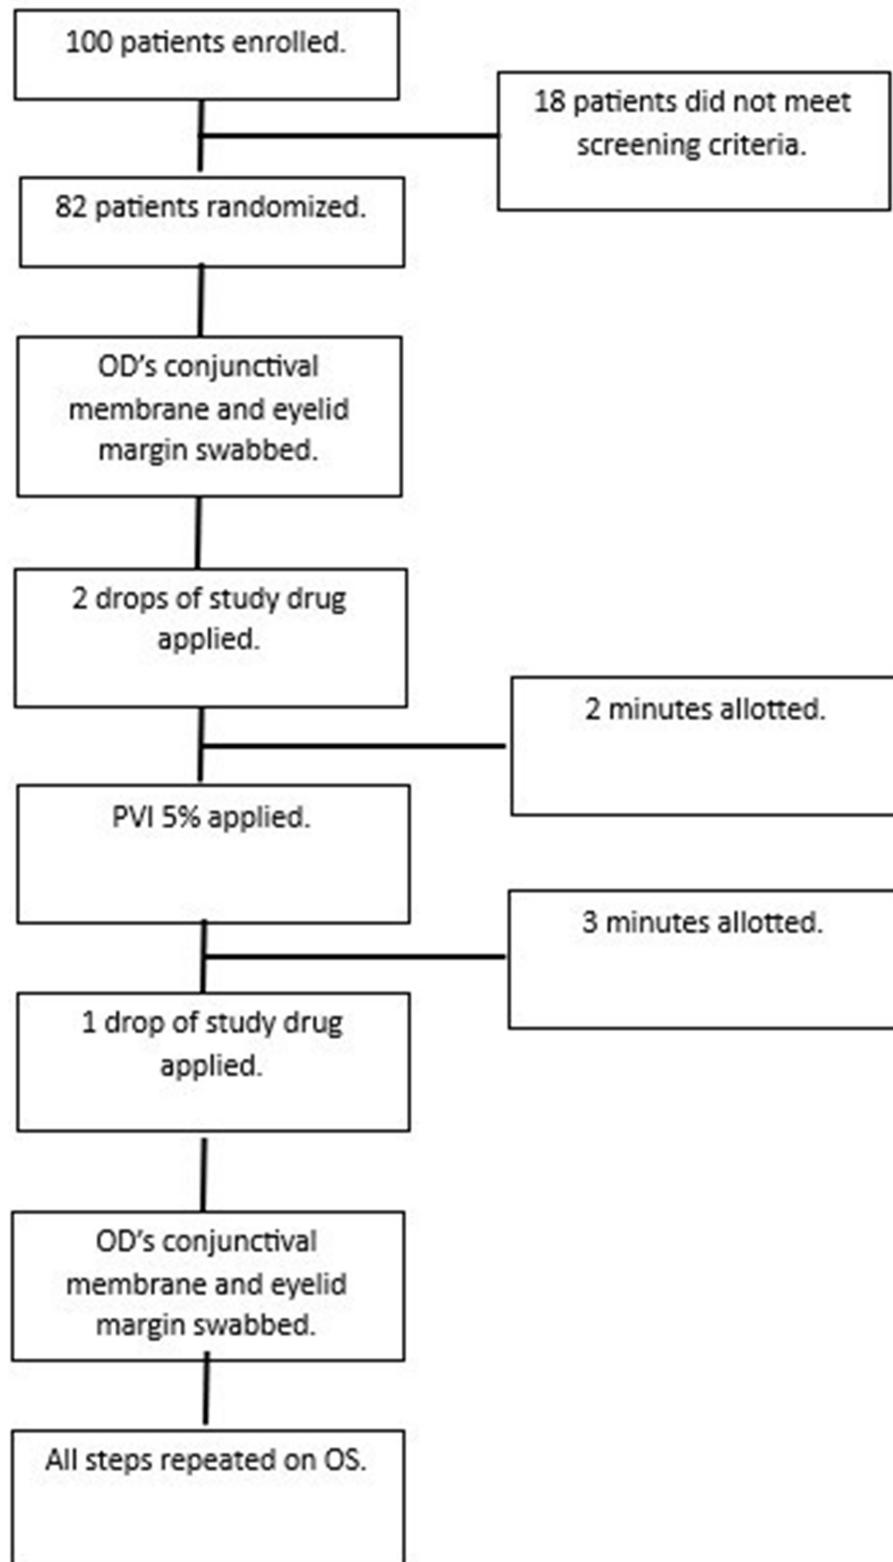 100 patients enrolled.
18 patients did not meet
screening criteria.
82 patients randomized.
OD's conjunctival
membrane and eyelid
margin swabbed.
2 drops of study drug
applied.
2 minutes allotted.
PVI 5% applied.
3 minutes allotted.
1 drop of study drug
applied.
OD's conjunctival
membrane and eyelid
margin swabbed.
All steps repeated on OS.